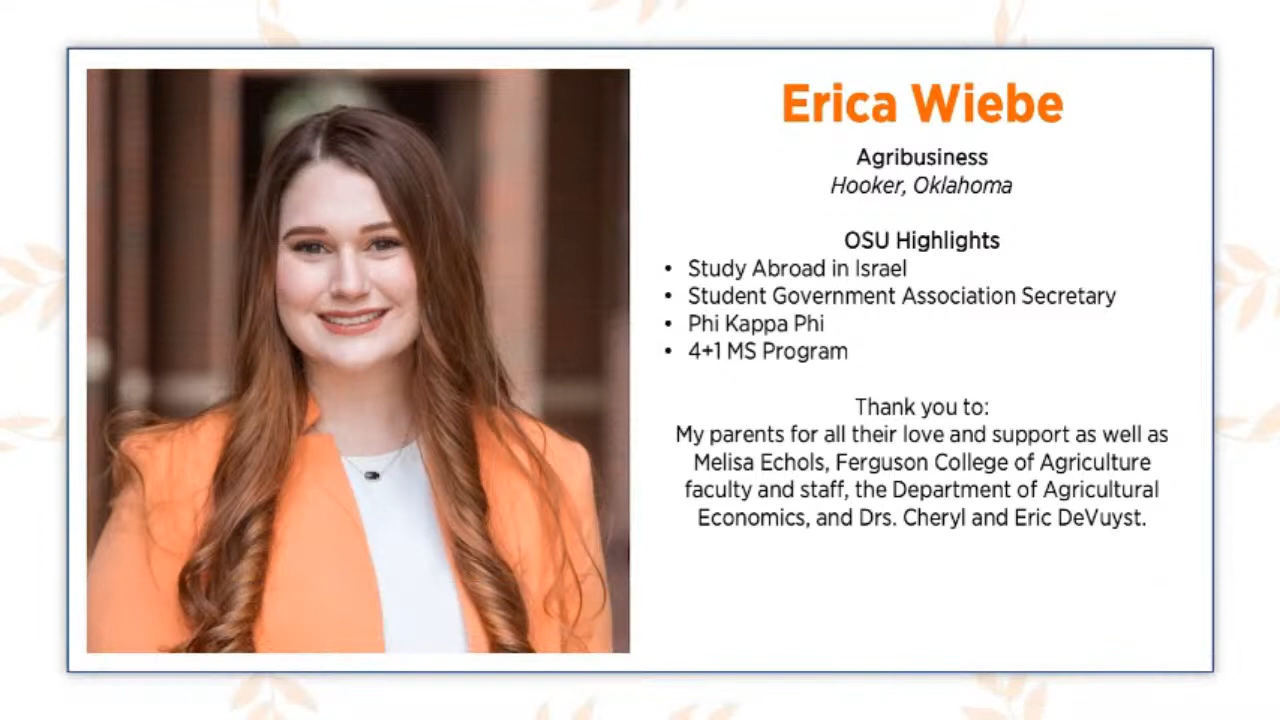 Erica Wiebe
Agribusiness
Hooker, Oklahoma
OSU Highlights
• Study Abroad in Israel
• Student Government Association Secretary
• Phi Kappa Phi
• 4+1 MS Program
Thank you to:
My parents for all their love and support as well as
Melisa Echols, Ferguson College of Agriculture
faculty and staff, the Department of Agricultural
Economics, and Drs. Cheryl and Eric DeVuyst.